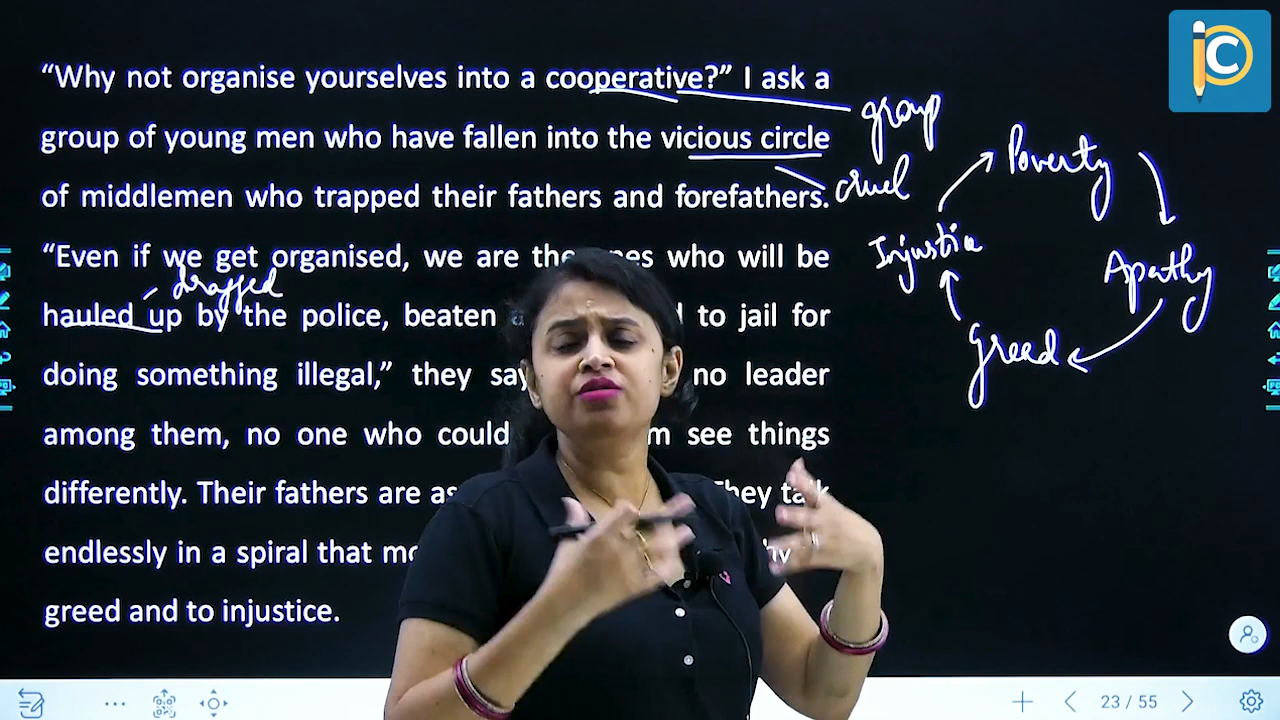 “Why not organise yourselves into a cooperative?” I ask a
group of young men who have fallen into the vicious circle
of middlemen who trapped their fathers and forefathers.
“Even if we get organised, we are the ones who will be
hauled up by the police, beaten to jail for
doing something illegal,” they say no leader
among them, no one who could see things
differently. Their fathers are as They talk
endlessly in a spiral that
greed and to injustice.
group
cruel
dragged
Poverty
Apathy
Greed
Injustice
C
23 / 55